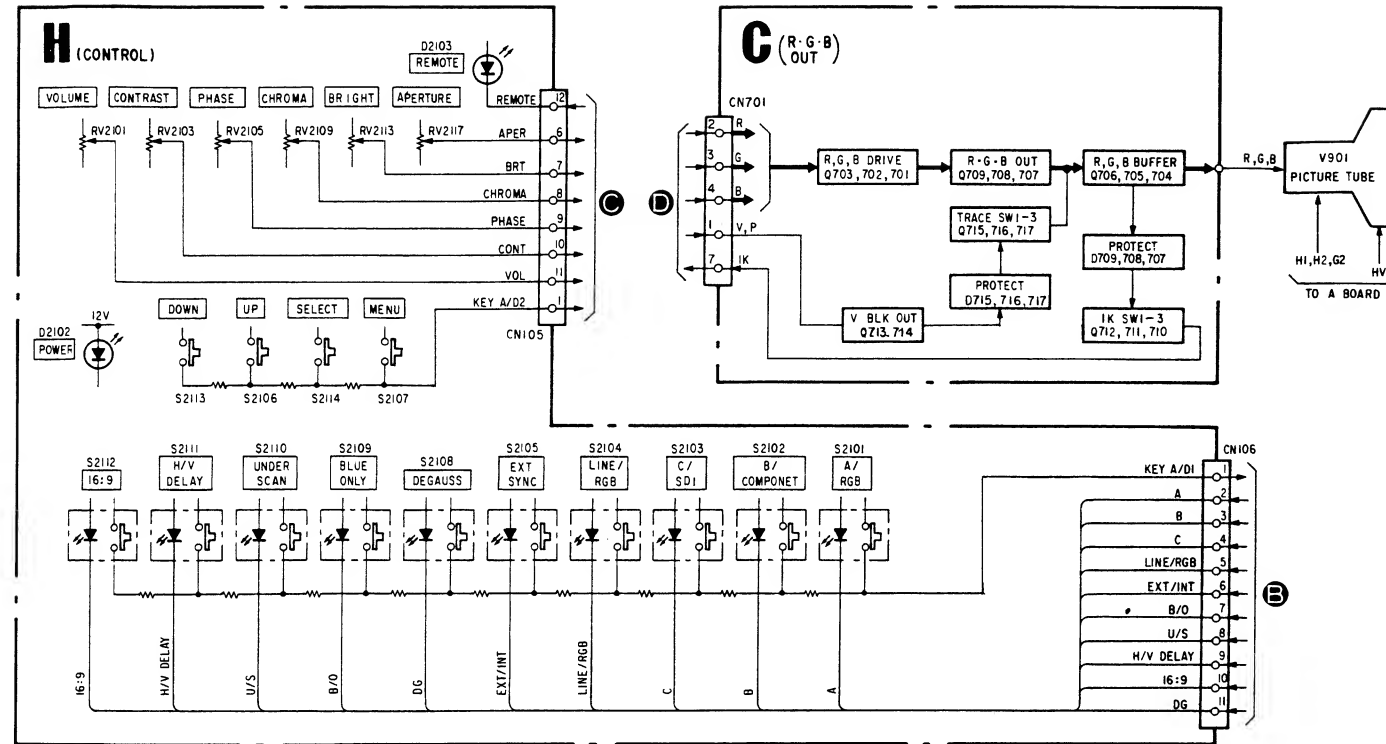 H (CONTROL)
D2103
REMOTE
VOLUME CONTRAST PHASE CHROMA BRIGHT APERTURE
RV2101 RV2103 RV2105 RV2109 RV2113 RV2117
REMOTE 12
APER 6
BRT 7
CHROMA 8
PHASE 9
CONT 10
VOL 11
KEY A/D2 1
CN105
C
12V
D2102
POWER
DOWN UP SELECT MENU
S2113 S2106 S2114 S2107
C (R·G·B OUT)
CN701
D
2 R
3 G
4 B
1 V,P
7 IK
R,G,B DRIVE
Q703,702,701
R·G·B OUT
Q709,708,707
R,G,B BUFFER
Q706,705,704
TRACE SW1-3
Q715,716,717
PROTECT
D709,708,707
PROTECT
D715,716,717
V BLK OUT
Q713.714
IK SW1-3
Q712,711,710
R,G,B
V901
PICTURE TUBE
H1,H2,G2
HV
TO A BOARD
S2112
16:9
S2111
H/V
DELAY
S2110
UNDER
SCAN
S2109
BLUE
ONLY
S2108
DEGAUSS
S2105
EXT
SYNC
S2104
LINE/
RGB
S2103
C/
SDI
S2102
B/
COMPONET
S2101
A/
RGB
16:9
H/V DELAY
U/S
B/O
DG
EXT/INT
LINE/RGB
C
B
A
CN106
KEY A/D1 1
A 2
B 3
C 4
LINE/RGB 5
EXT/INT 6
B/O 7
U/S 8
H/V DELAY 9
16:9 10
DG 11
B